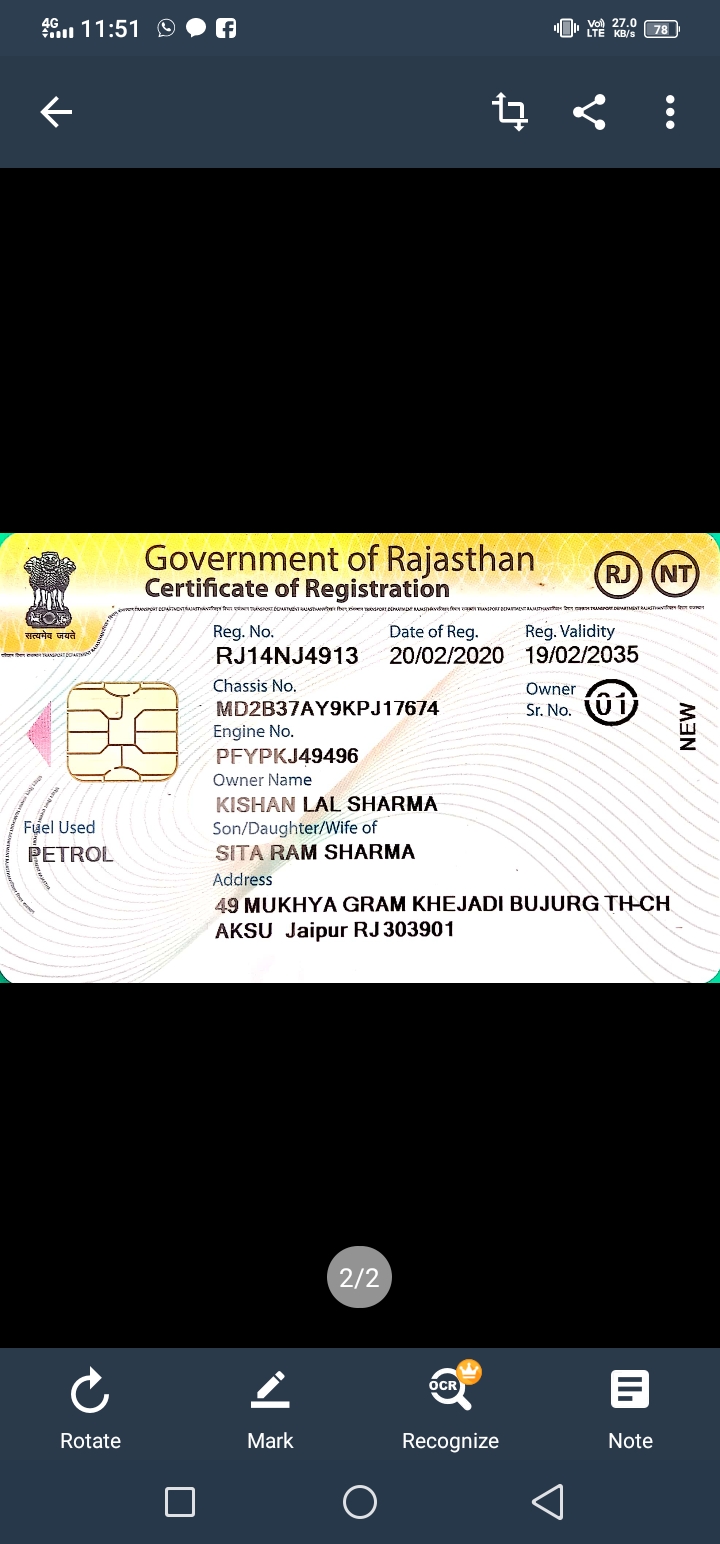 4G 11:51 Vo) LTE 27.0 KB/s 78
Government of Rajasthan
Certificate of Registration
RJ NT
सत्यमेव जयते
Reg. No. Date of Reg. Reg. Validity
RJ14NJ4913 20/02/2020 19/02/2035
Chassis No.
MD2B37AY9KPJ17674
Owner
Sr. No. 01
NEW
Engine No.
PFYPKJ49496
Owner Name
KISHAN LAL SHARMA
Fuel Used
PETROL
Son/Daughter/Wife of
SITA RAM SHARMA
Address
49 MUKHYA GRAM KHEJADI BUJURG TH-CH
AKSU Jaipur RJ 303901
2/2
OCR
Rotate Mark Recognize Note